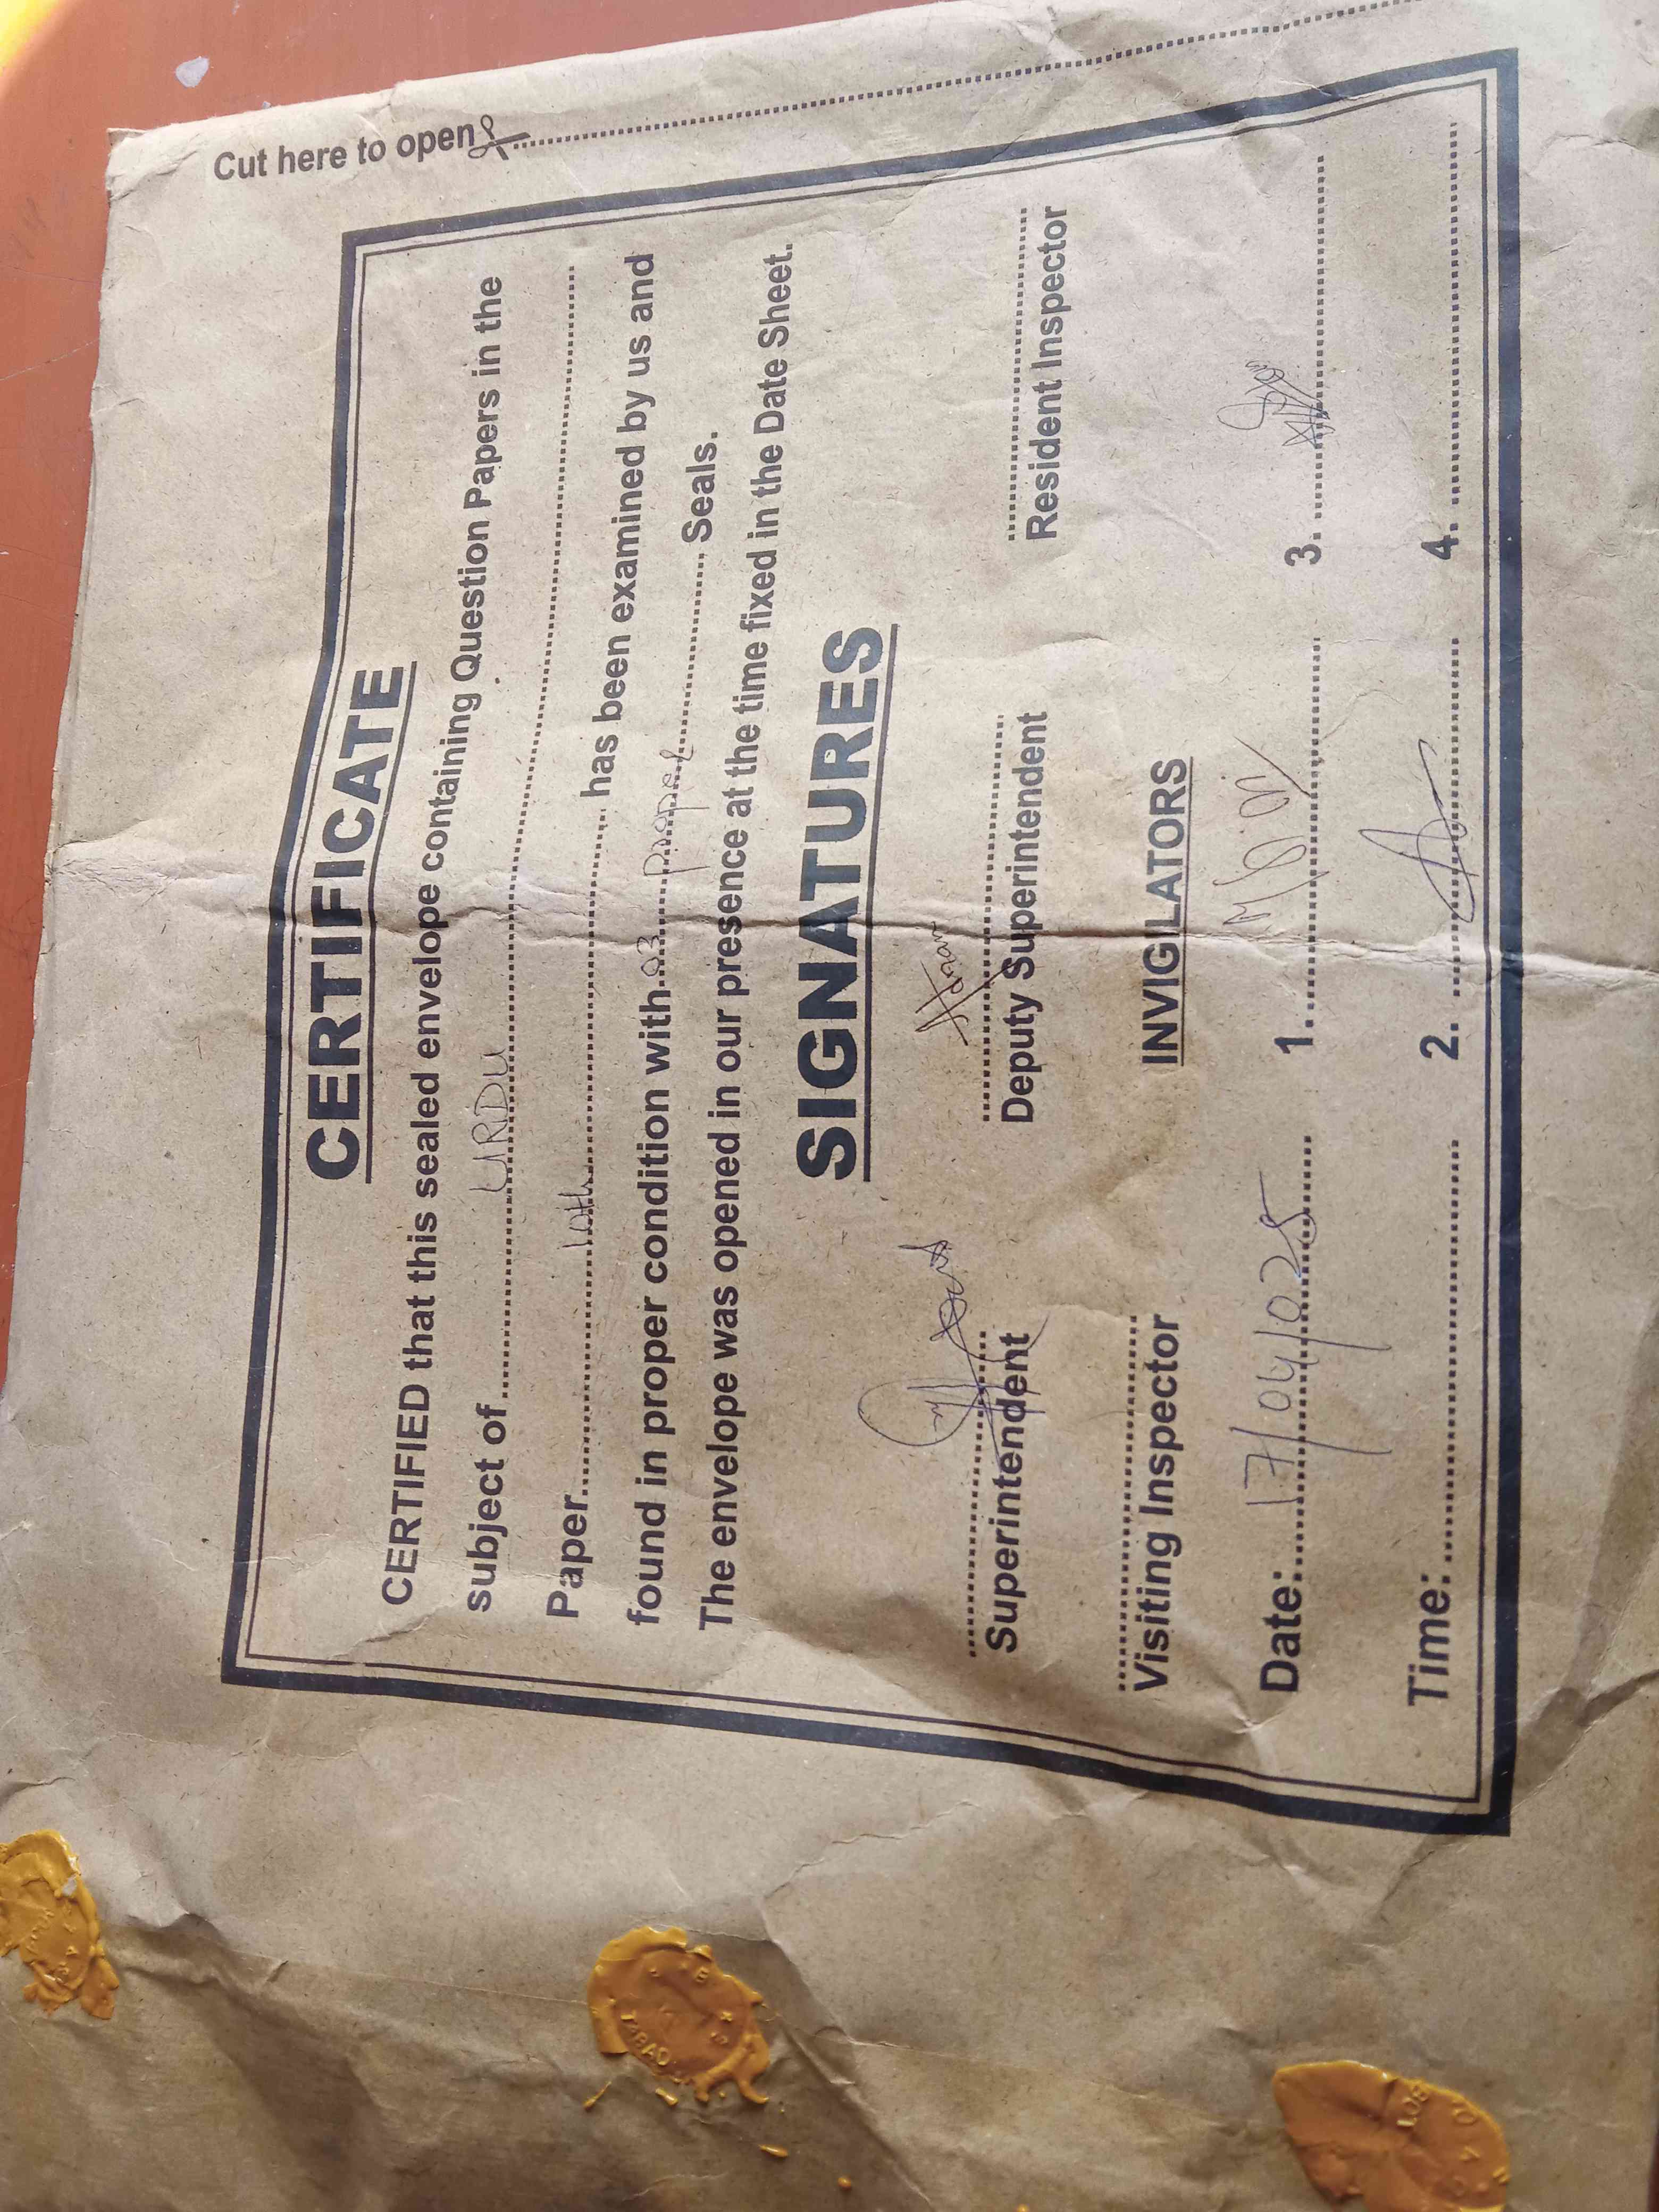 Cut here to open
CERTIFICATE
CERTIFIED that this sealed envelope containing Question Papers in the
subject of URDU
Paper 10th has been examined by us and
found in proper condition with 03 proper Seals.
The envelope was opened in our presence at the time fixed in the Date Sheet.
SIGNATURES
Superintendent Deputy Superintendent Resident Inspector
Visiting Inspector INVIGILATORS
Date: 17/04/025 1. 3.
Time: 2. 4.